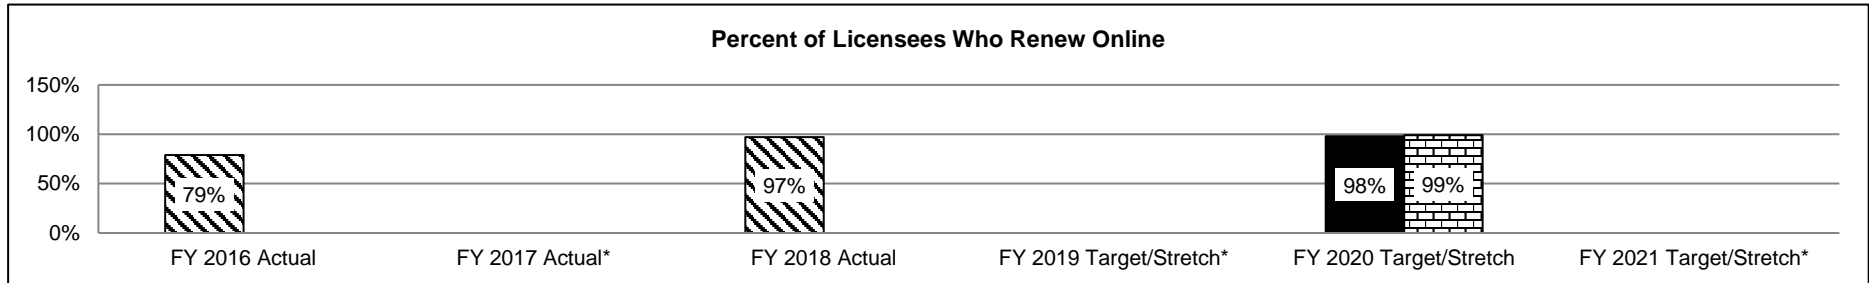 Percent of Licensees Who Renew Online
150%
100%
50%
0%
79%
97%
98%
99%
FY 2016 Actual
FY 2017 Actual*
FY 2018 Actual
FY 2019 Target/Stretch*
FY 2020 Target/Stretch
FY 2021 Target/Stretch*